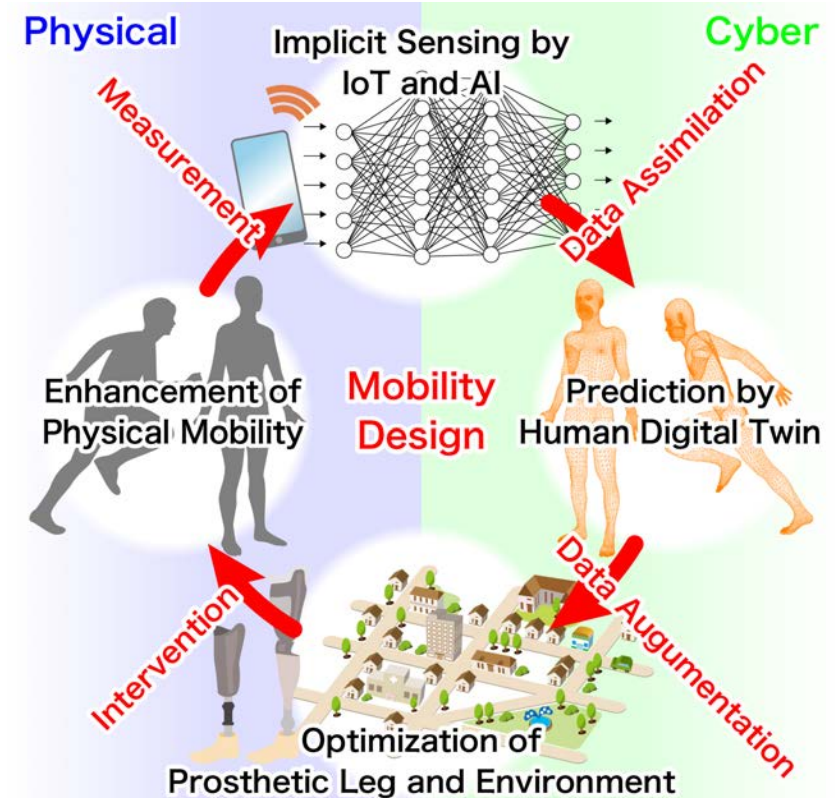 Physical
Cyber
Implicit Sensing by
IoT and AI
Measurement
Data Assimilation
Enhancement of
Physical Mobility
Mobility
Design
Prediction by
Human Digital Twin
Intervention
Data Augumentation
Optimization of
Prosthetic Leg and Environment